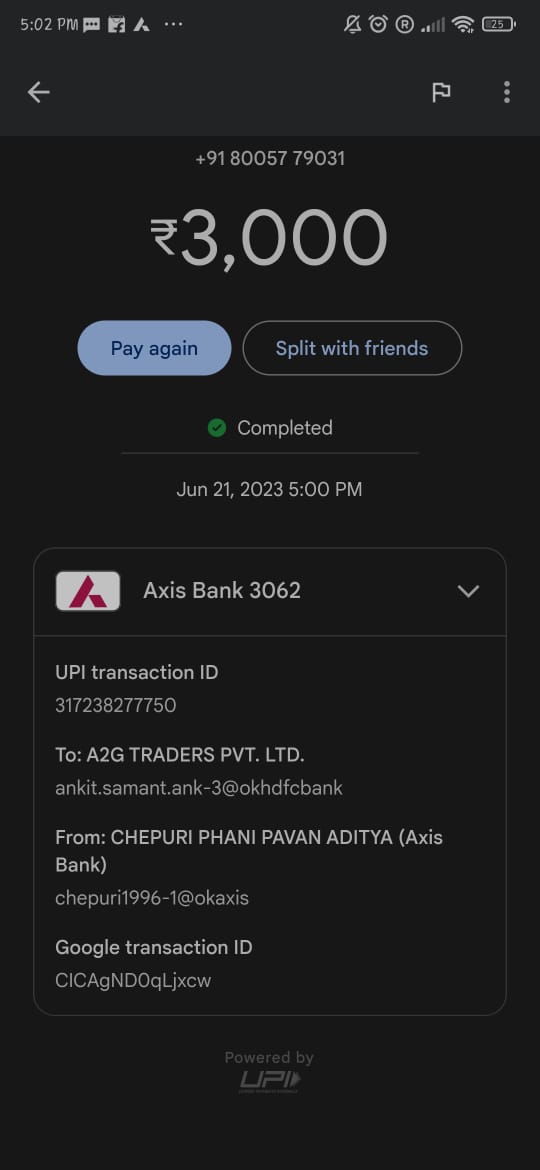 5:02 PM
R
25
+91 80057 79031
₹3,000
Pay again
Split with friends
Completed
Jun 21, 2023 5:00 PM
Axis Bank 3062
UPI transaction ID
317238277750
To: A2G TRADERS PVT. LTD.
ankit.samant.ank-3@okhdfcbank
From: CHEPURI PHANI PAVAN ADITYA (Axis
Bank)
chepuri1996-1@okaxis
Google transaction ID
CICAgND0qLjxcw
Powered by
UPI